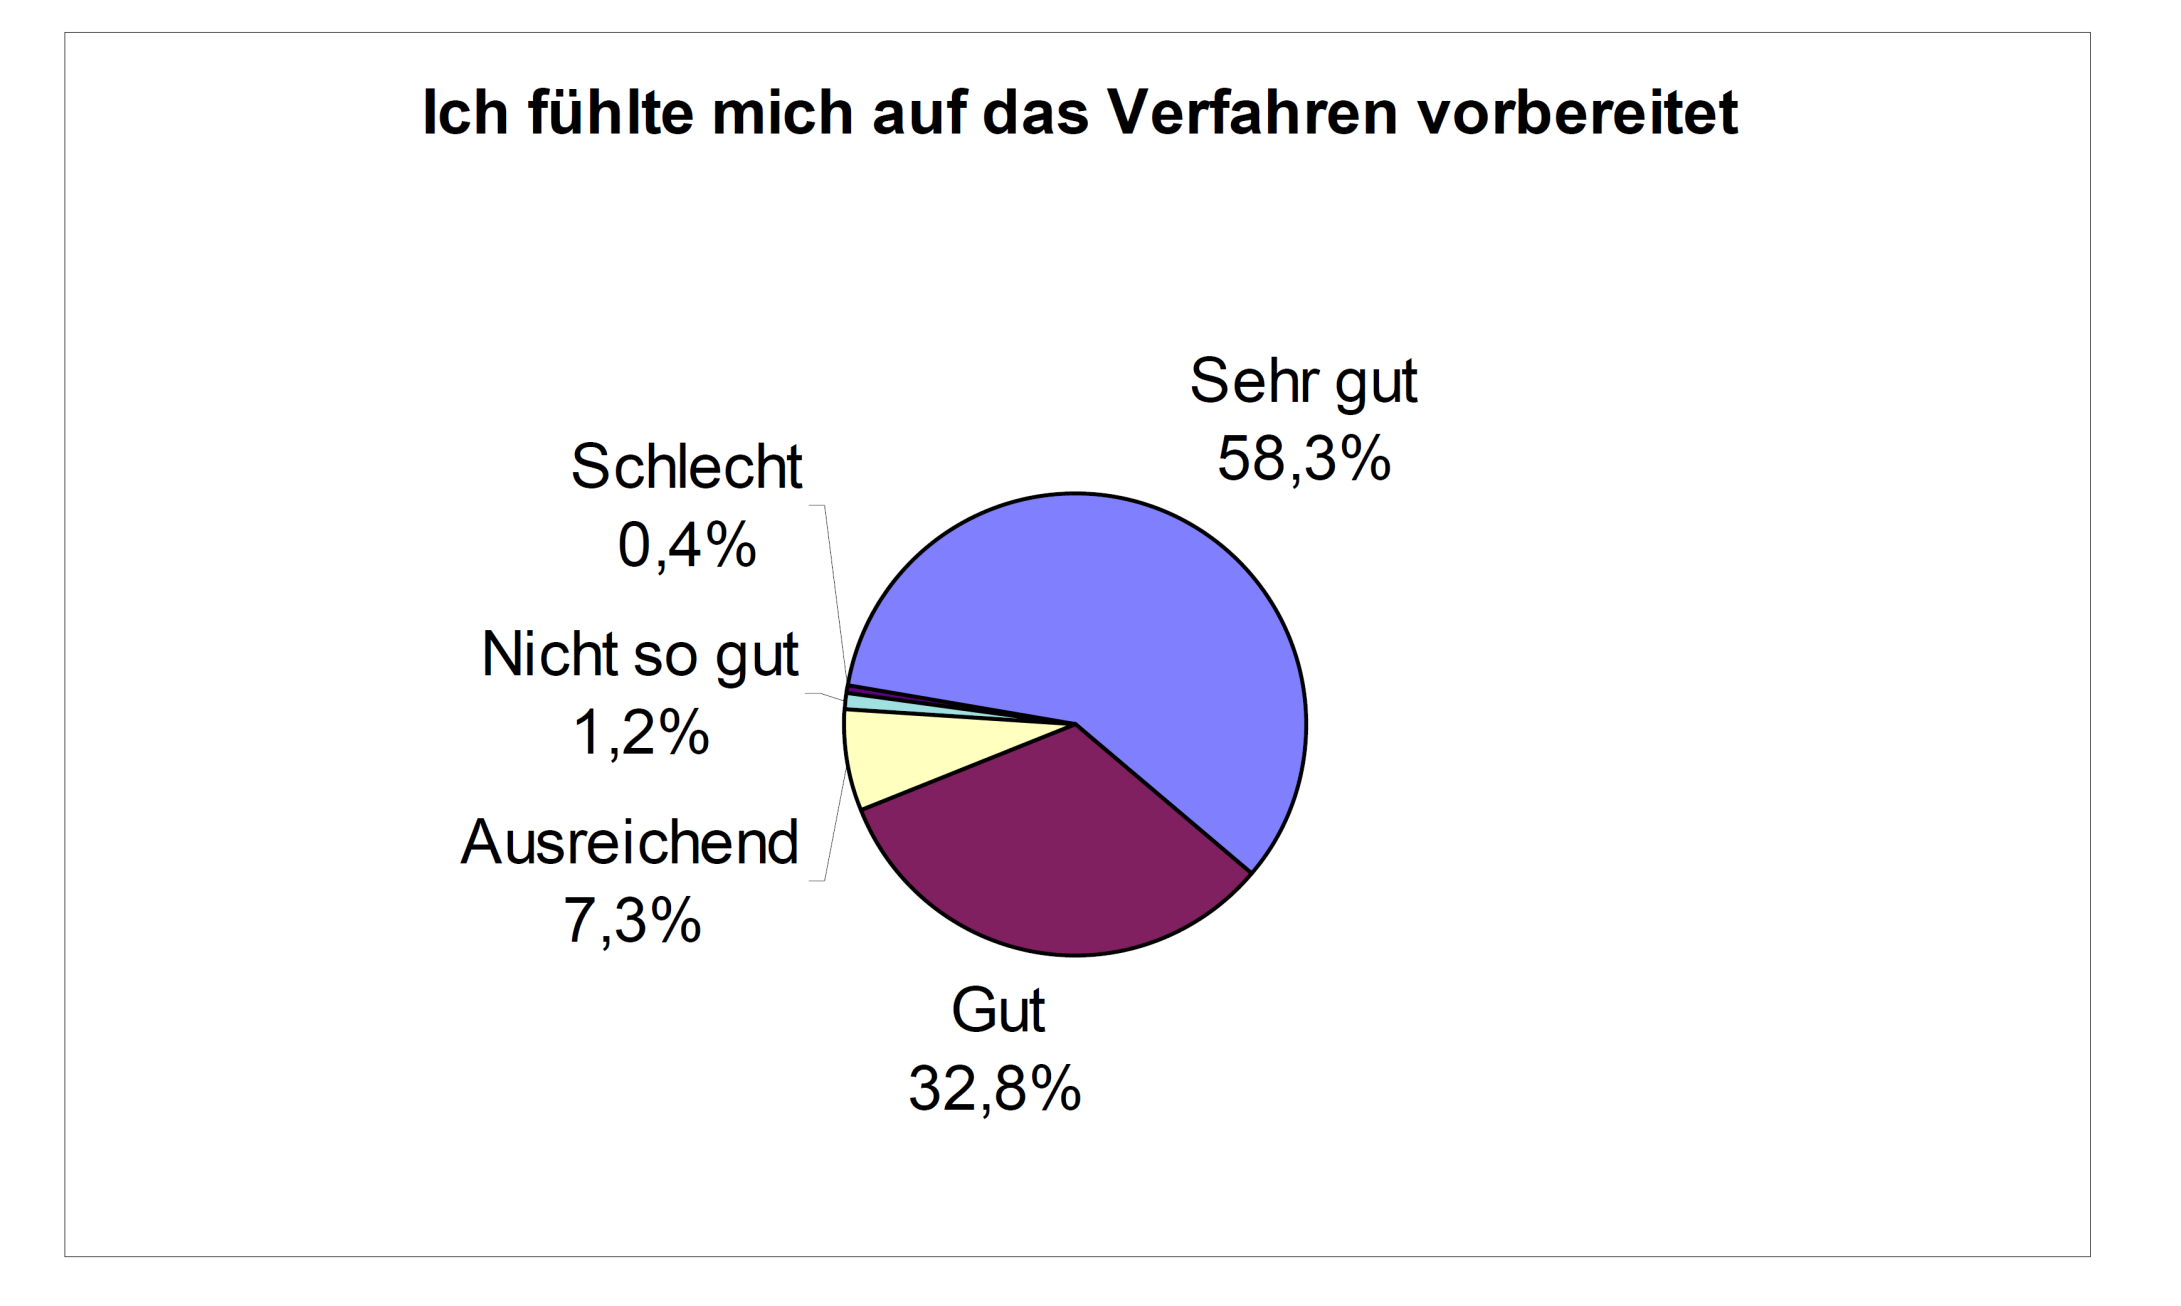 Ich fühlte mich auf das Verfahren vorbereitet
Sehr gut
58,3%
Schlecht
0,4%
Nicht so gut
1,2%
Ausreichend
7,3%
Gut
32,8%